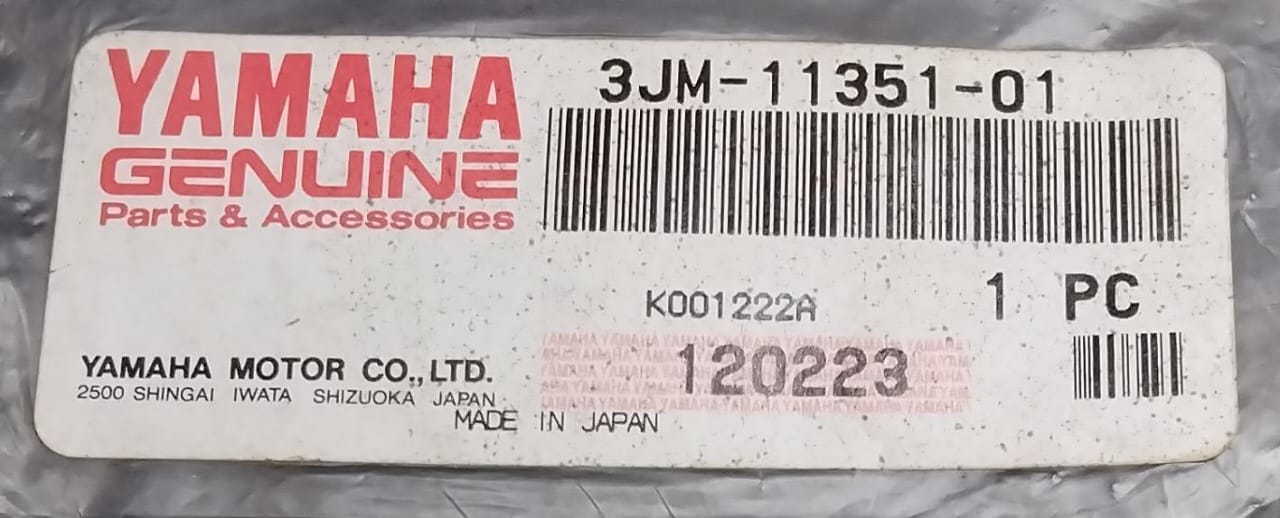 YAMAHA
GENUINE
Parts & Accessories
3JM-11351-01
1 PC
K001222A
120223
YAMAHA MOTOR CO., LTD.
2500 SHINGAI IWATA SHIZUOKA JAPAN
MADE IN JAPAN